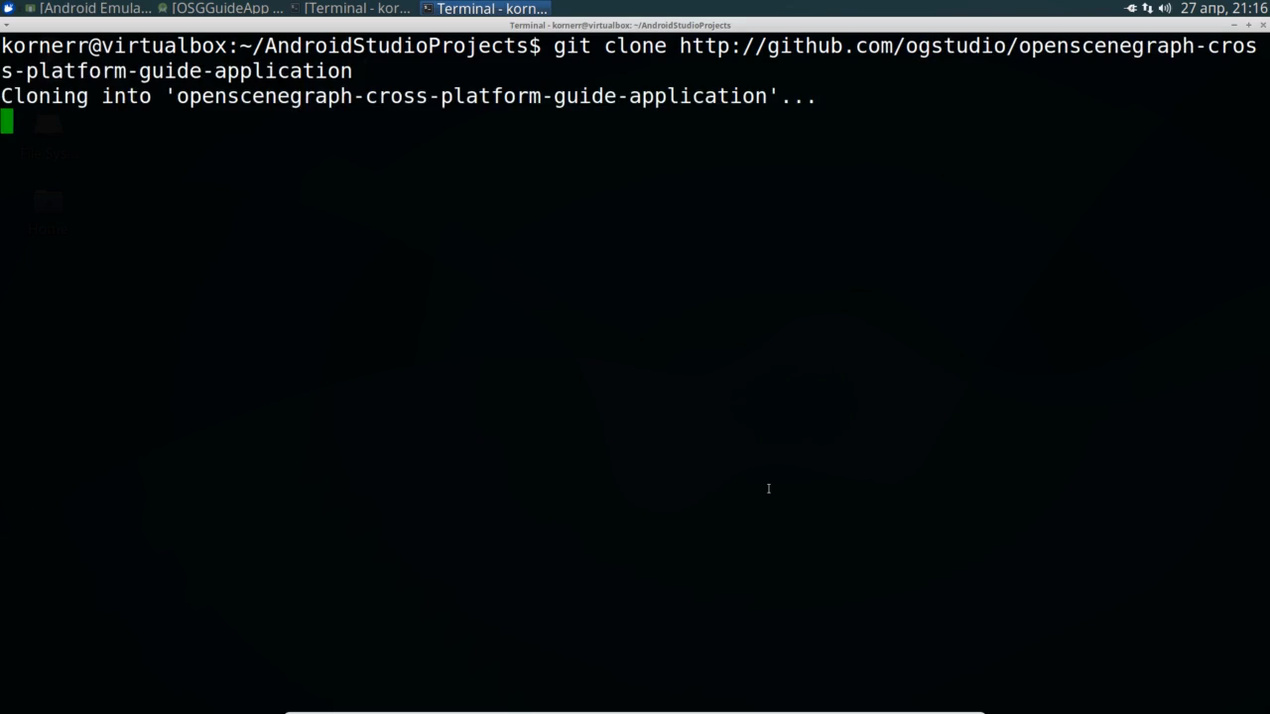 [Android Emula... [OSGGuideApp ... [Terminal - kor... Terminal - korn... 27 апр, 21:16
Terminal - kornerr@virtualbox: ~/AndroidStudioProjects
kornerr@virtualbox:~/AndroidStudioProjects$ git clone http://github.com/ogstudio/openscenegraph-cros
s-platform-guide-application
Cloning into 'openscenegraph-cross-platform-guide-application'...